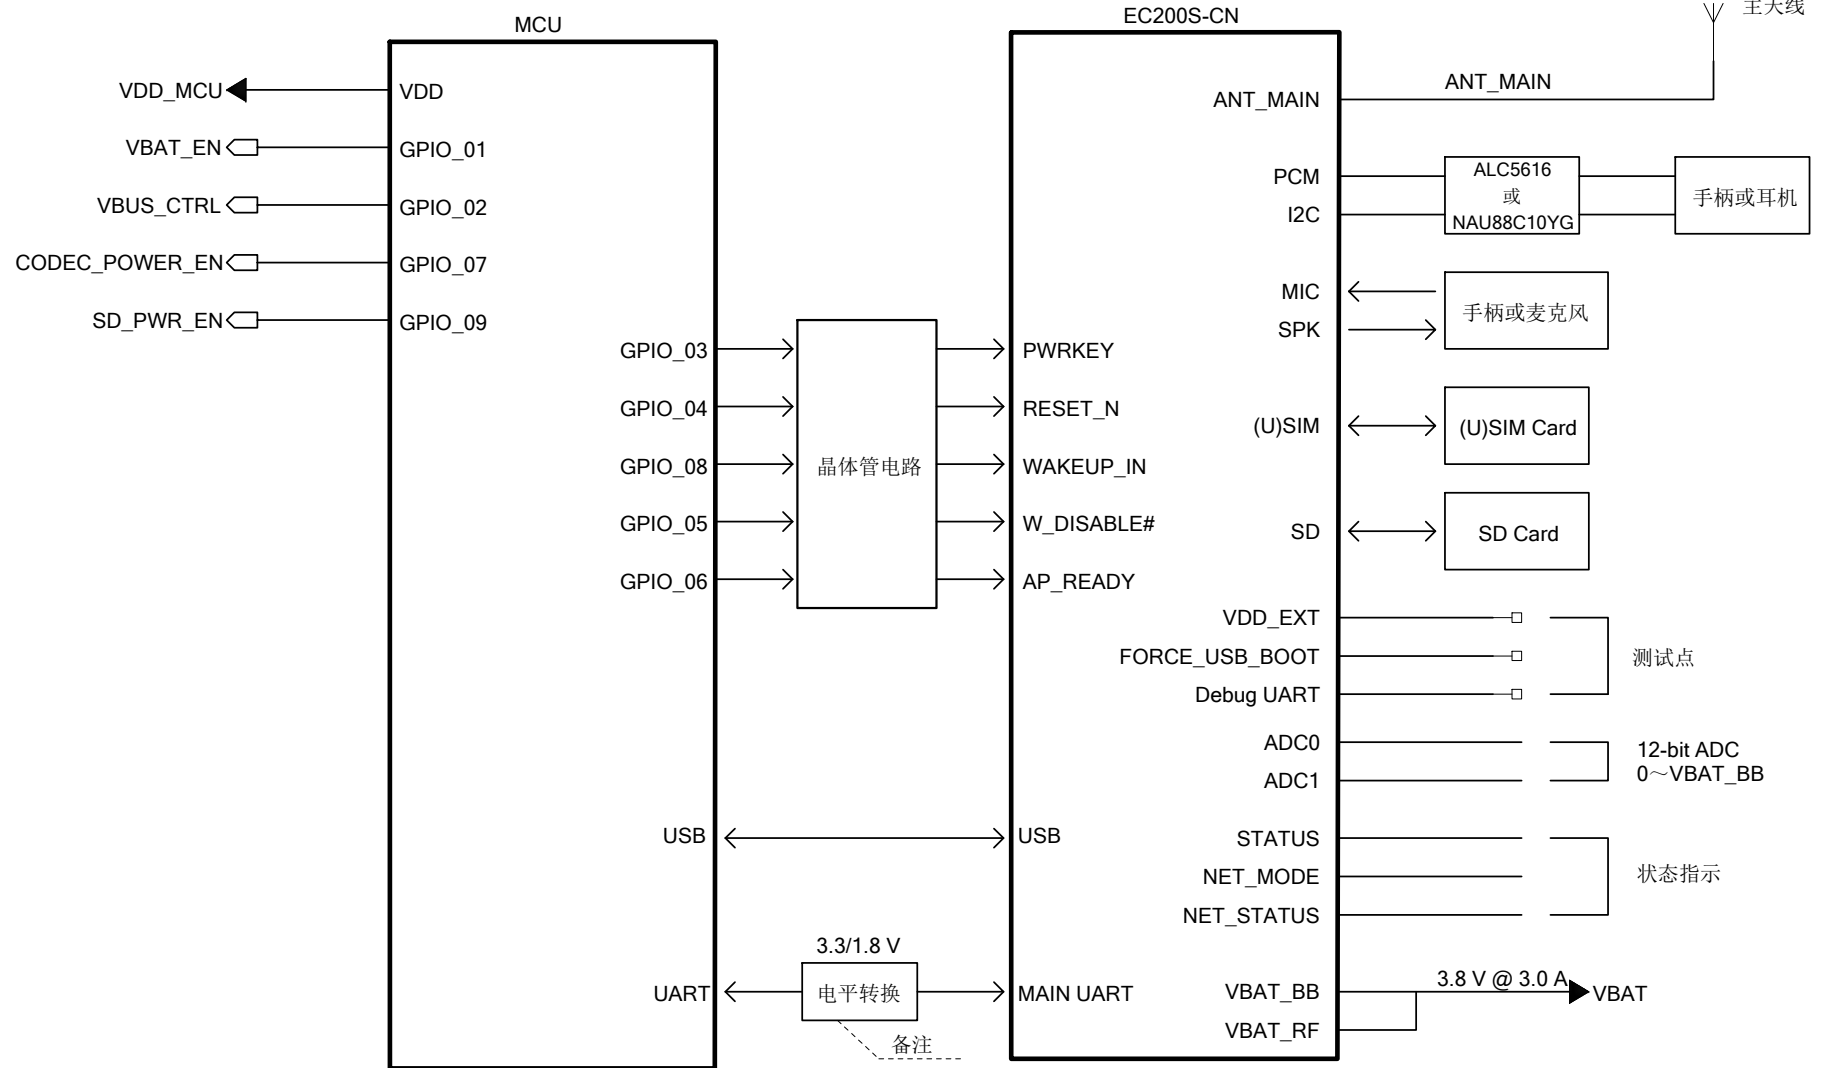 MCU
EC200S-CN
主天线
VDD_MCU
VDD
VBAT_EN
GPIO_01
VBUS_CTRL
GPIO_02
CODEC_POWER_EN
GPIO_07
SD_PWR_EN
GPIO_09
GPIO_03
GPIO_04
GPIO_08
GPIO_05
GPIO_06
晶体管电路
PWRKEY
RESET_N
WAKEUP_IN
W_DISABLE#
AP_READY
USB
USB
3.3/1.8 V
UART
电平转换
MAIN UART
备注
ANT_MAIN
ANT_MAIN
PCM
I2C
ALC5616
或
NAU88C10YG
手柄或耳机
MIC
SPK
手柄或麦克风
(U)SIM
(U)SIM Card
SD
SD Card
VDD_EXT
FORCE_USB_BOOT
Debug UART
测试点
ADC0
ADC1
12-bit ADC
0～VBAT_BB
STATUS
NET_MODE
NET_STATUS
状态指示
VBAT_BB
VBAT_RF
3.8 V @ 3.0 A
VBAT